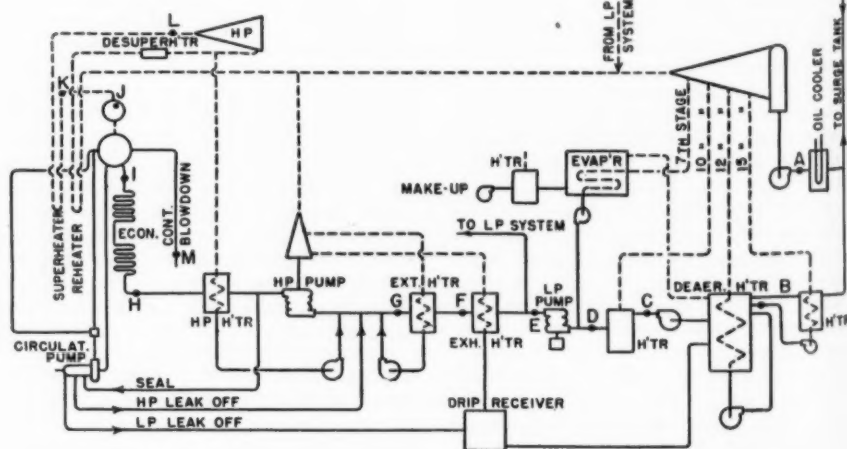 L
HP
DESUPERH'TR
FROM LP
SYSTEM
OIL COOLER
TO SURGE TANK
K
J
7TH STAGE
10 "
12 "
15 "
A
I
H'TR
EVAP'R
MAKE-UP
SUPERHEATER
REHEATER
ECON.
CONT.
BLOWDOWN
M
TO LP SYSTEM
HP PUMP
EXT. H'TR
LP
PUMP
DEAER. H'TR
B
H
G
F
E
D
C
HP H'TR
EXH. H'TR
H'TR
H'TR
CIRCULAT.
PUMP
SEAL
HP LEAK OFF
LP LEAK OFF
DRIP RECEIVER